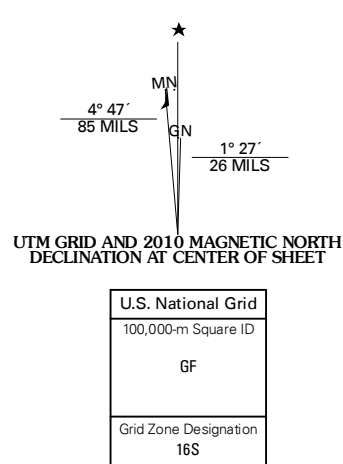 MN
4° 47´
85 MILS
GN
1° 27´
26 MILS
UTM GRID AND 2010 MAGNETIC NORTH
DECLINATION AT CENTER OF SHEET
U.S. National Grid
100,000-m Square ID
GF
Grid Zone Designation
16S